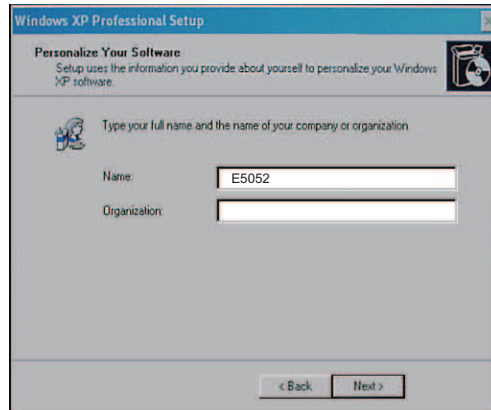 Windows XP Professional Setup
Personalize Your Software
Setup uses the information you provide about yourself to personalize your Windows
XP software.
Type your full name and the name of your company or organization.
Name:
E5052
Organization:
< Back
Next >